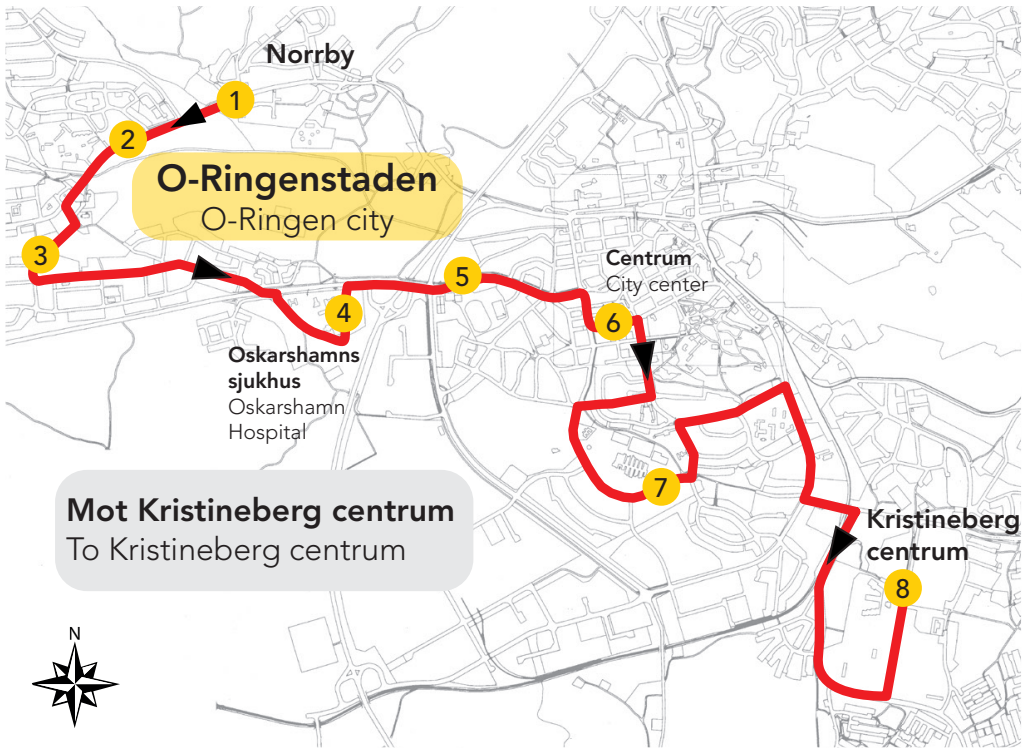 Norrby
1
2
O-Ringenstaden
O-Ringen city
3
5
Centrum
City center
4
6
Oskarshamns
sjukhus
Oskarshamn
Hospital
7
Mot Kristineberg centrum
To Kristineberg centrum
Kristineberg
centrum
8
N